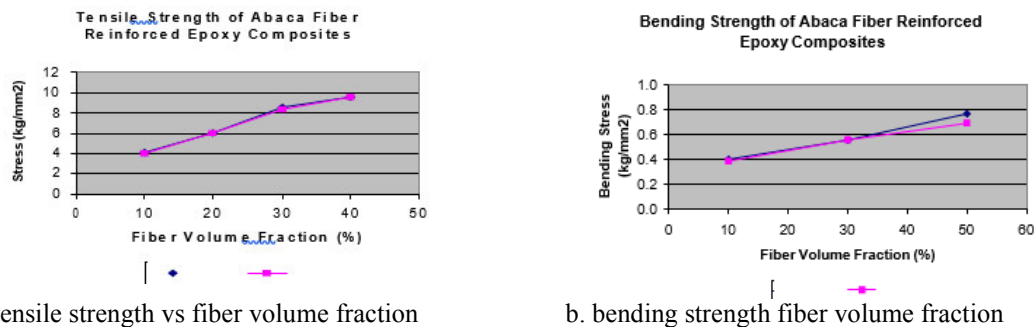 Tensile Strength of Abaca Fiber
Reinforced Epoxy Composites
Stress (kg/mm2)
12
10
8
6
4
2
0
0 10 20 30 40 50
Fiber Volume Fraction (%)
ensile strength vs fiber volume fraction
Bending Strength of Abaca Fiber Reinforced
Epoxy Composites
Bending Stress
(kg/mm2)
1.0
0.8
0.6
0.4
0.2
0.0
0 10 20 30 40 50 60
Fiber Volume Fraction (%)
b. bending strength fiber volume fraction